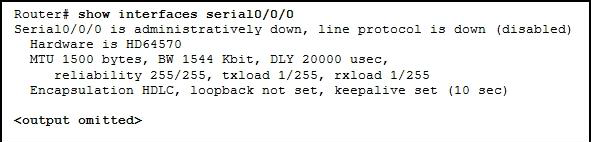 Router# show interfaces serial0/0/0
Serial0/0/0 is administratively down, line protocol is down (disabled)
Hardware is HD64570
MTU 1500 bytes, BW 1544 Kbit, DLY 20000 usec,
reliability 255/255, txload 1/255, rxload 1/255
Encapsulation HDLC, loopback not set, keepalive set (10 sec)
<output omitted>